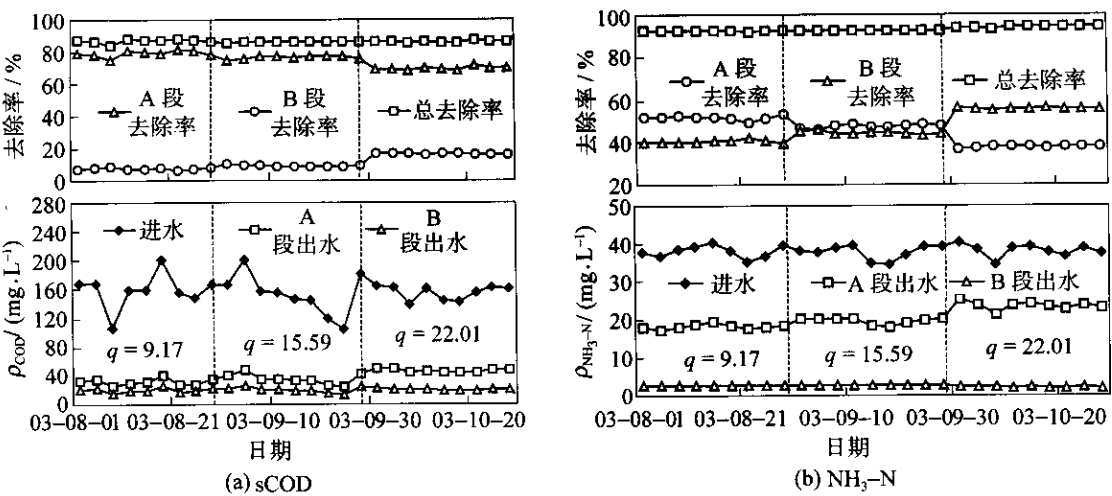 100
80
60
40
20
0
去除率 / %
A 段
去除率
B 段
去除率
总去除率
280
240
200
160
120
80
40
0
ρCOD/ (mg·L⁻¹)
进水
A
段出水
B
段出水
q = 9.17
q = 15.59
q = 22.01
03–08–01
03–08–21
03–09–10
03–09–30
03–10–20
日期
(a) sCOD
100
80
60
40
20
去除率 / %
A 段
去除率
B 段
去除率
总去除率
50
40
30
20
10
0
ρNH₃–N/ (mg·L⁻¹)
进水
A 段出水
B 段出水
q = 9.17
q = 15.59
q = 22.01
03–08–01
03–08–21
03–09–10
03–09–30
03–10–20
日期
(b) NH₃–N